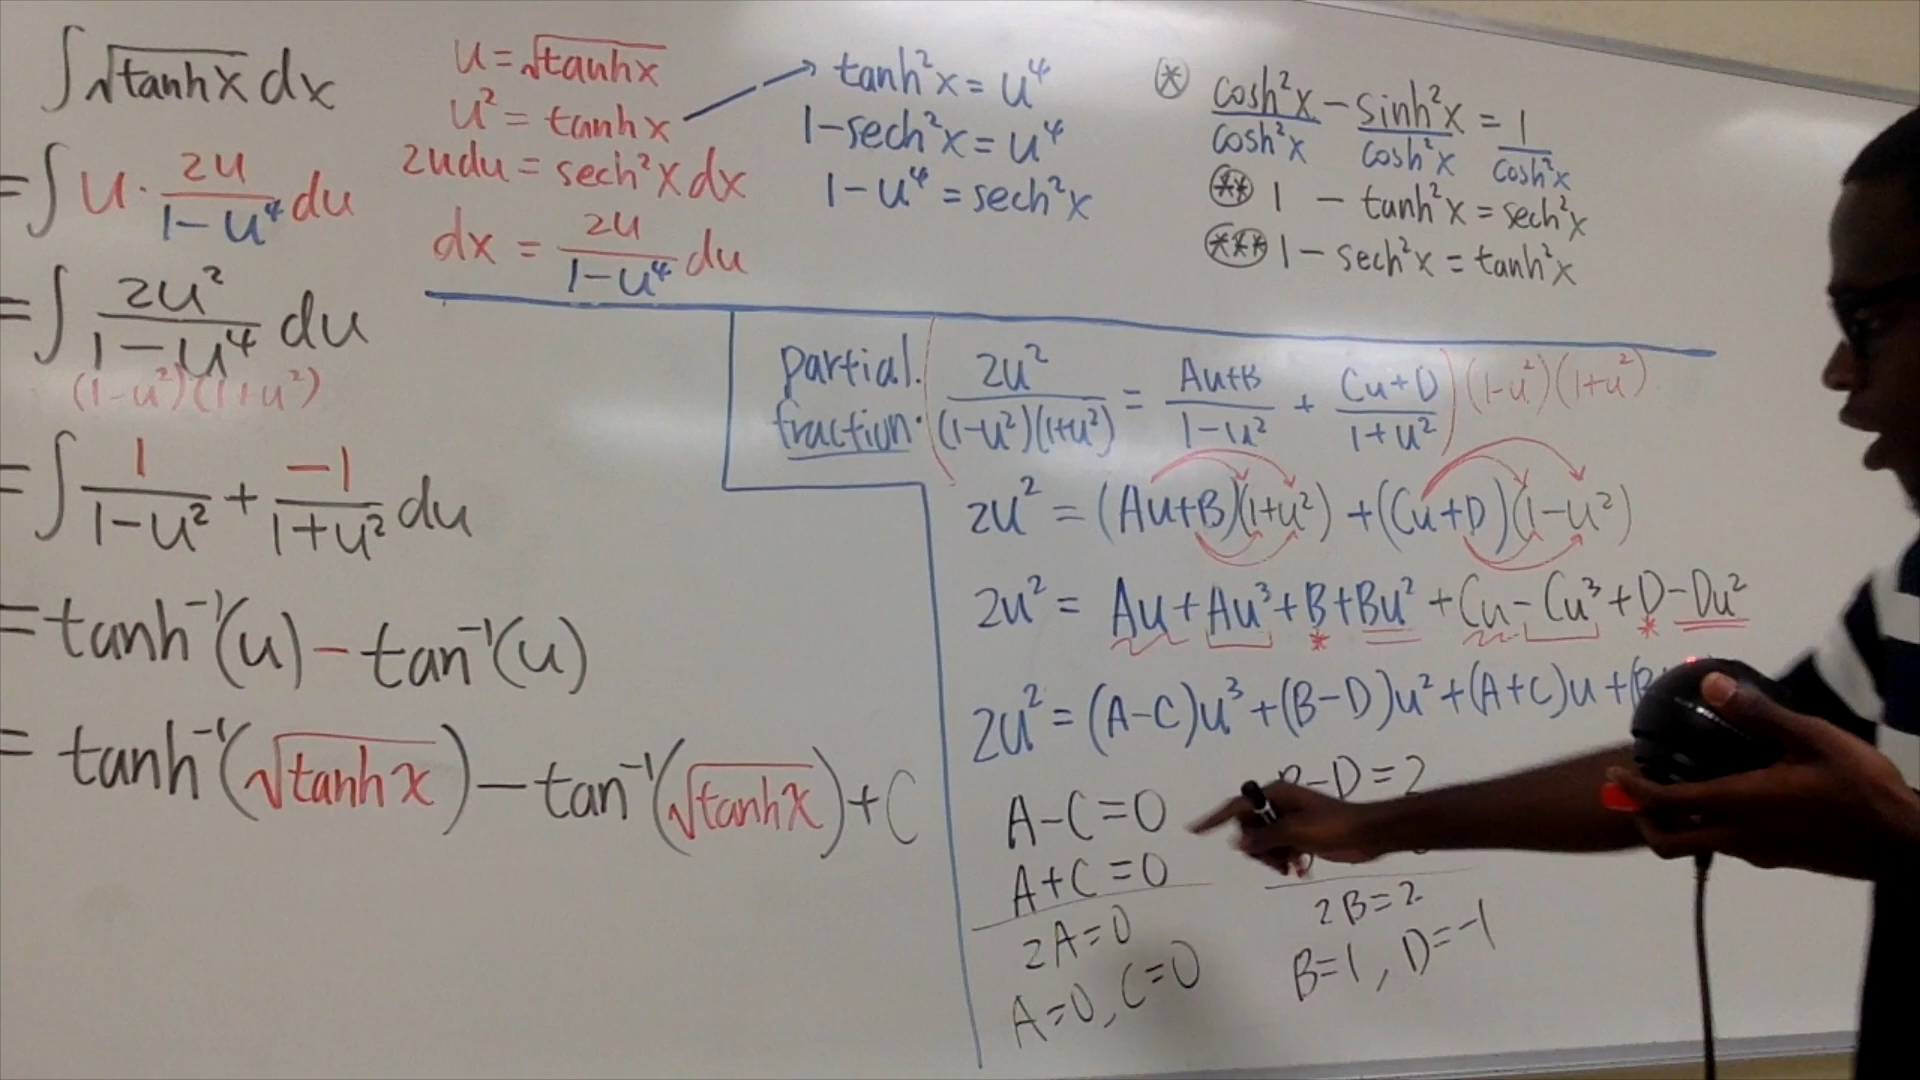 ∫√tanhx dx
= ∫ u · 2u/(1-u⁴) du
= ∫ 2u²/(1-u⁴) du
(1-u²)(1+u²)
= ∫ 1/(1-u²) + -1/(1+u²) du
= tanh⁻¹(u) - tan⁻¹(u)
= tanh⁻¹(√tanhx) - tan⁻¹(√tanhx) + C
u = √tanhx
u² = tanhx
2udu = sech²x dx
dx = 2u/(1-u⁴) du
tanh²x = u⁴
1-sech²x = u⁴
1-u⁴ = sech²x
(*) cosh²x/cosh²x - sinh²x/cosh²x = 1/cosh²x
(**) 1 - tanh²x = sech²x
(***) 1 - sech²x = tanh²x
partial.
fraction.
(2u²/((1-u²)(1+u²)) = (Au+B)/(1-u²) + (Cu+D)/(1+u²)) (1-u²)(1+u²)
2u² = (Au+B)(1+u²) + (Cu+D)(1-u²)
2u² = Au + Au³ + B + Bu² + Cu - Cu³ + D - Du²
* *
2u² = (A-C)u³ + (B-D)u² + (A+C)u + (B
A-C=0
A+C=0
2A=0
A=0, C=0
B-D=2
2B=2
B=1, D=-1